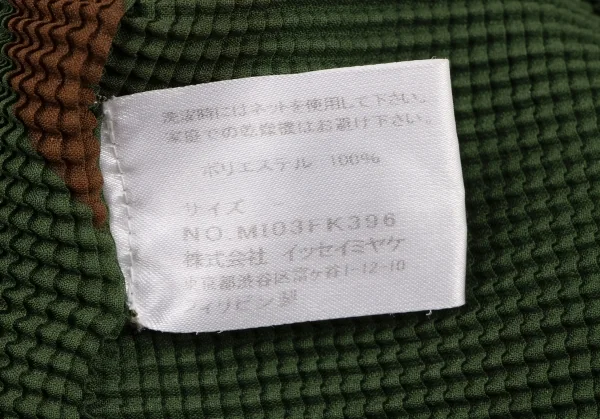 洗濯時にはネットを使用して下さい。
家庭での乾燥機はお避け下さい。
ポリエステル 100%
サイズ
NO. MI03FK396
株式会社 イッセイミヤケ
東京都渋谷区富ヶ谷1-12-10
フィリピン製